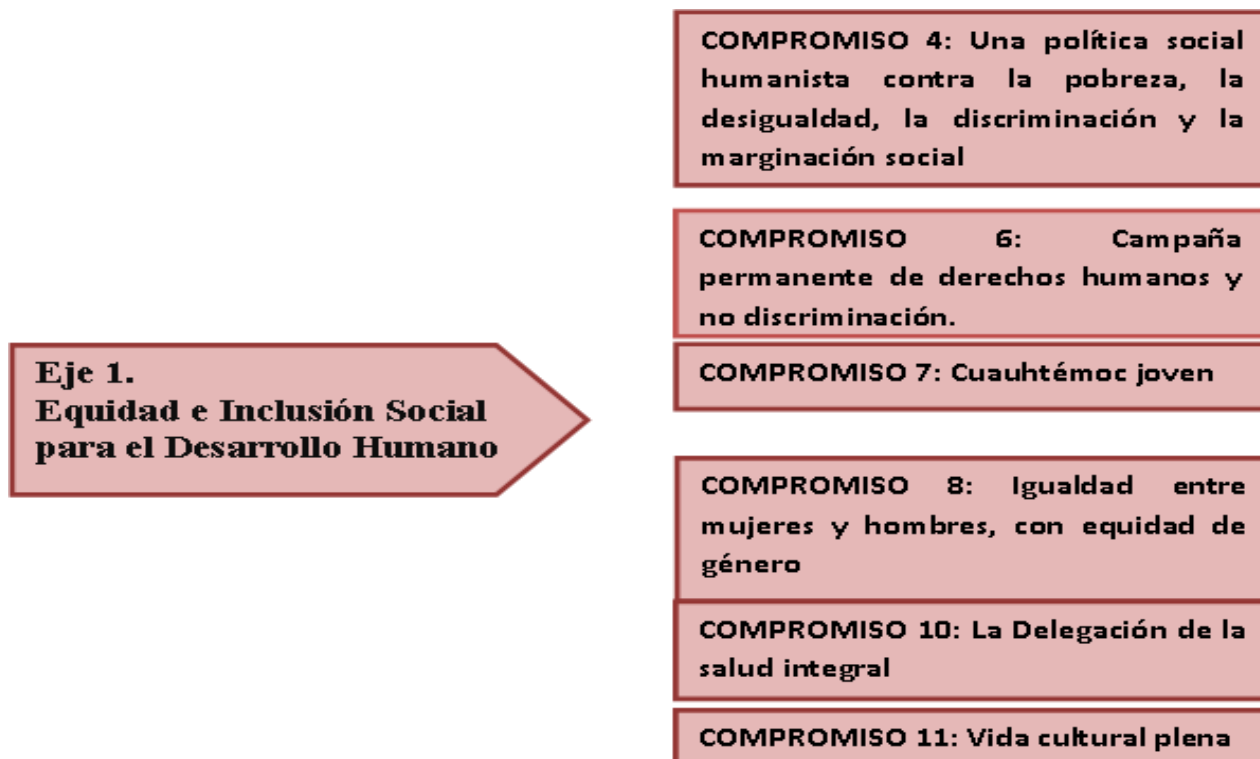 COMPROMISO 4: Una política social
humanista contra la pobreza, la
desigualdad, la discriminación y la
marginación social
COMPROMISO 6: Campaña
permanente de derechos humanos y
no discriminación.
Eje 1.
Equidad e Inclusión Social
para el Desarrollo Humano
COMPROMISO 7: Cuauhtémoc joven
COMPROMISO 8: Igualdad entre
mujeres y hombres, con equidad de
género
COMPROMISO 10: La Delegación de la
salud integral
COMPROMISO 11: Vida cultural plena